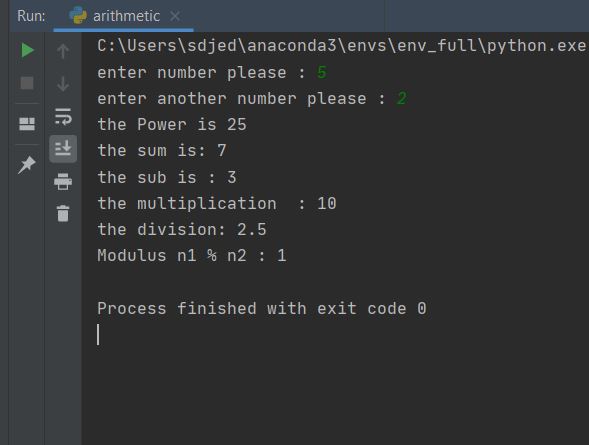 Run: arithmetic
C:\Users\sdjed\anaconda3\envs\env_full\python.exe
enter number please : 5
enter another number please : 2
the Power is 25
the sum is: 7
the sub is : 3
the multiplication  : 10
the division: 2.5
Modulus n1 % n2 : 1
Process finished with exit code 0